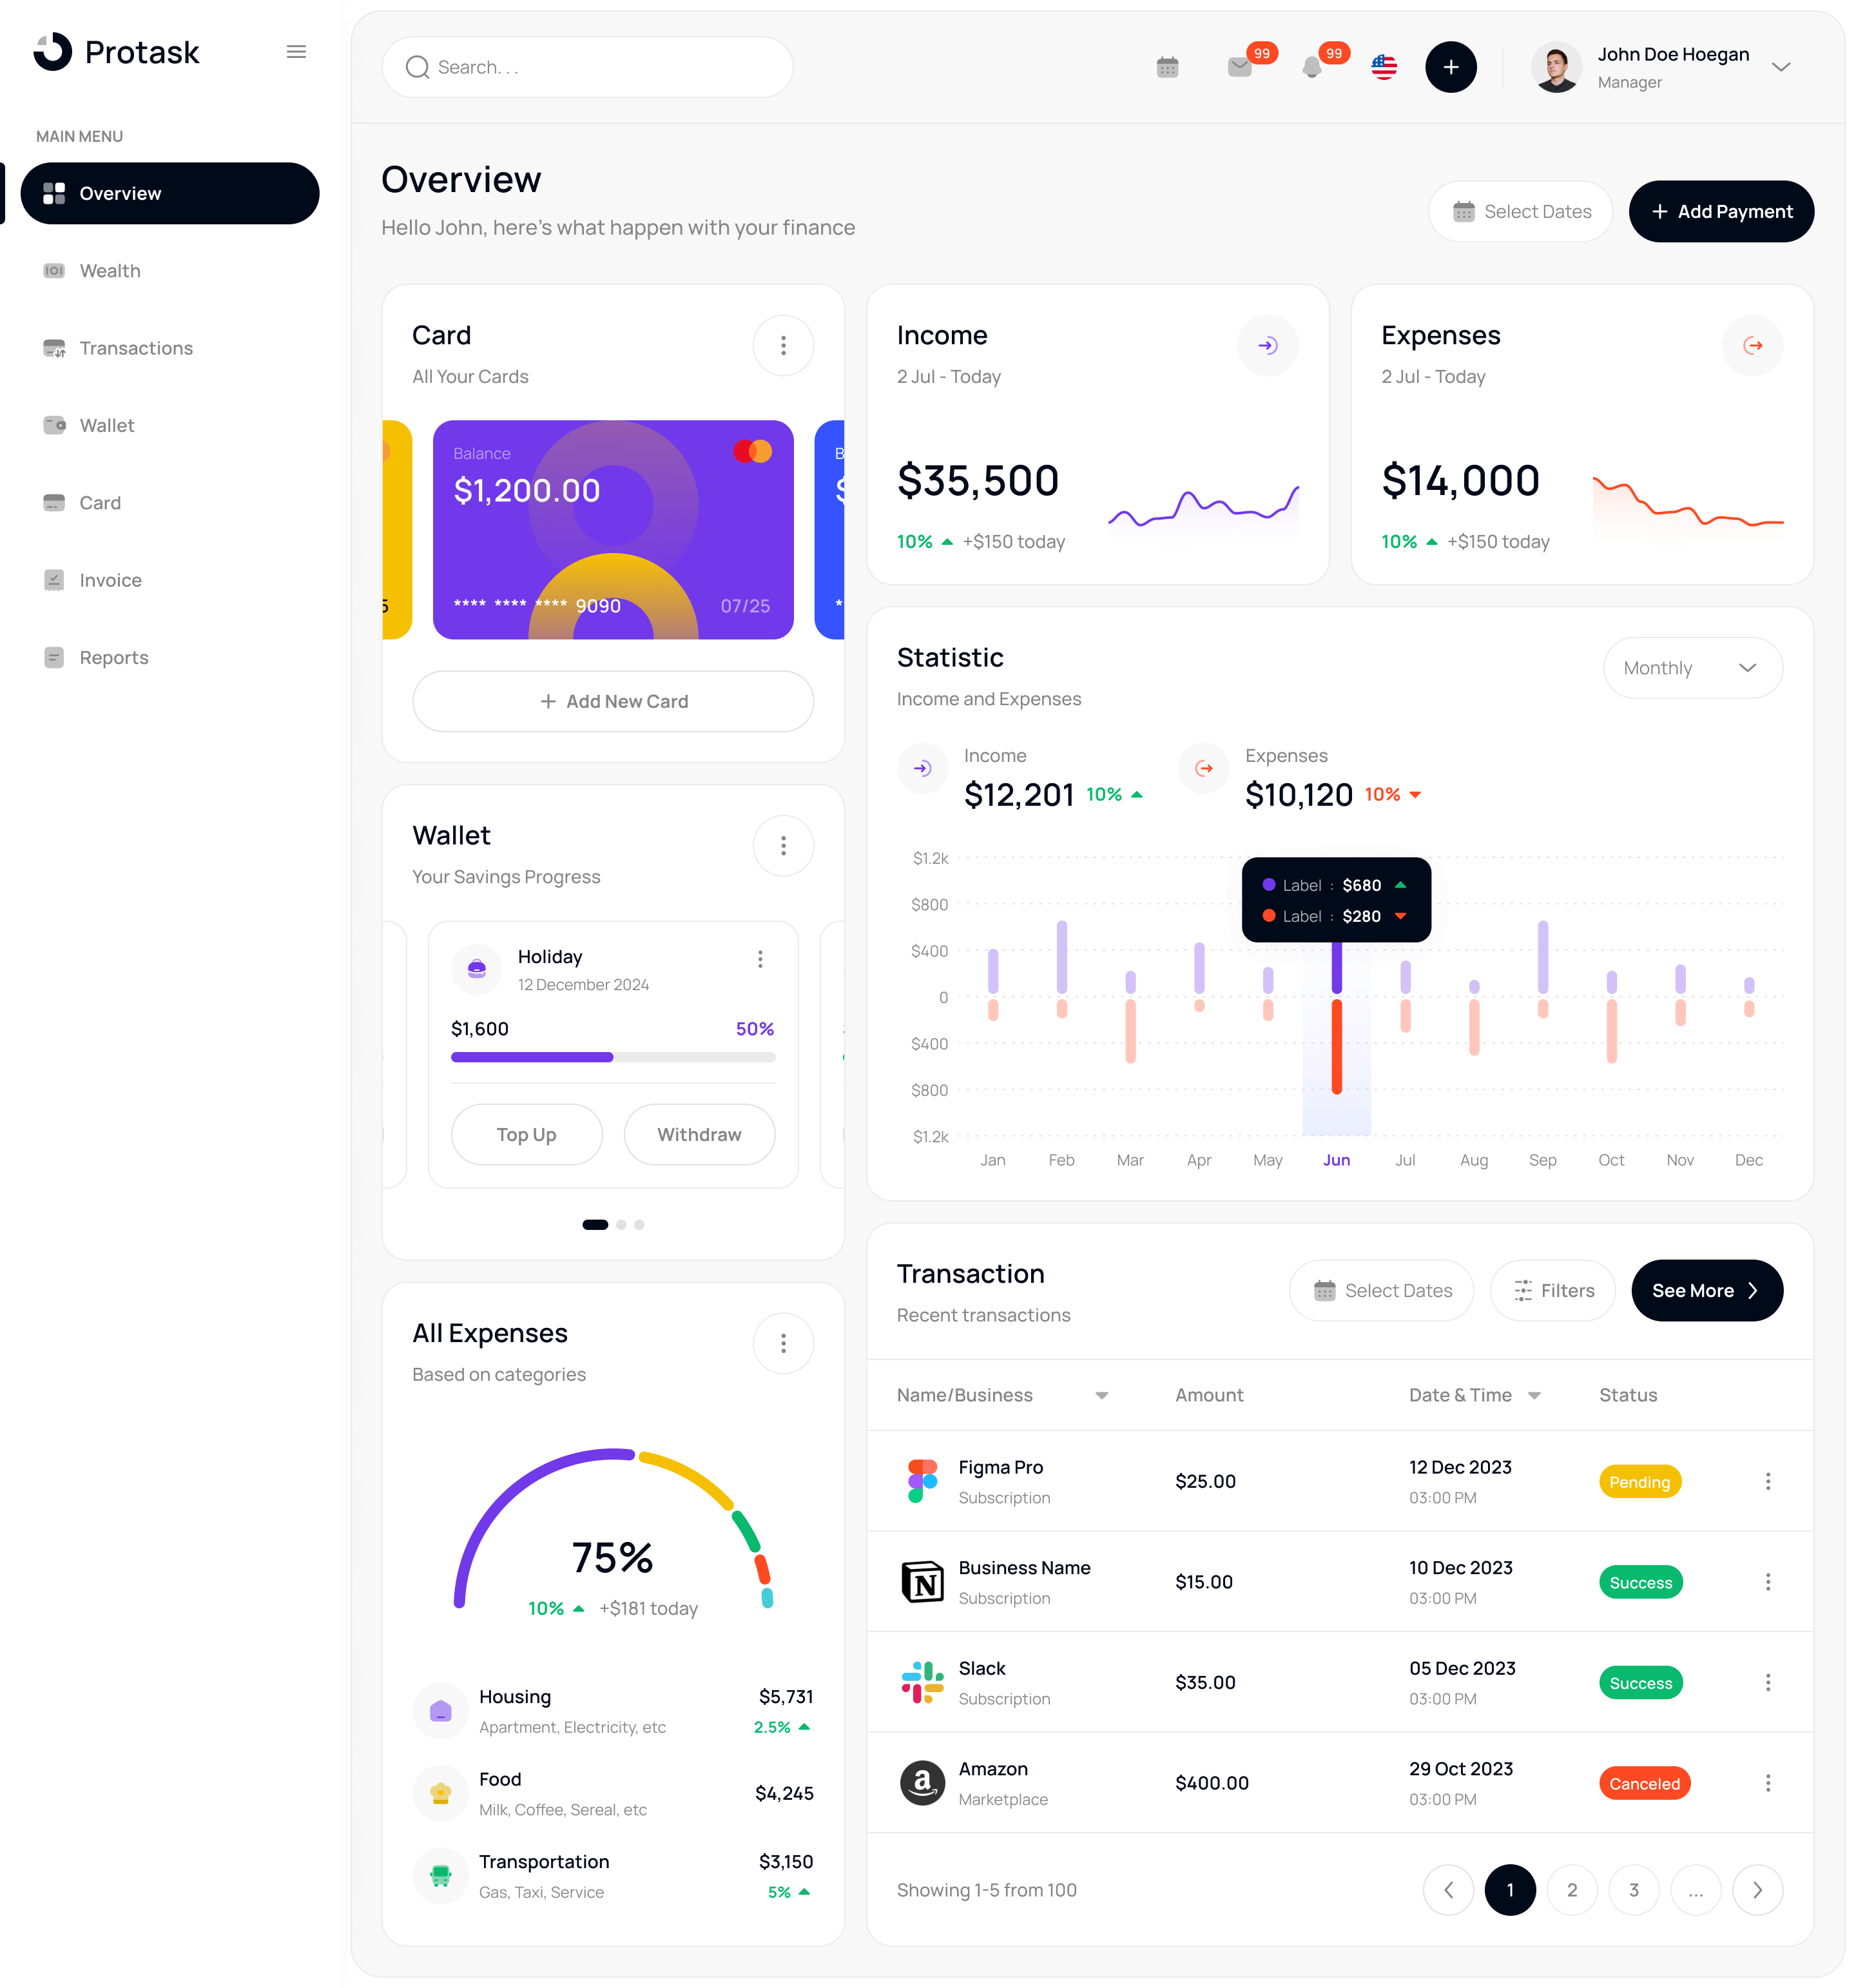 Protask
MAIN MENU
Overview
Wealth
Transactions
Wallet
Card
Invoice
Reports
Search. . .
99
99
John Doe Hoegan
Manager
Overview
Hello John, here's what happen with your finance
Select Dates
Add Payment
Card
All Your Cards
5
Balance
$1,200.00
**** **** **** 9090
07/25
B
$
*
Add New Card
Income
2 Jul - Today
$35,500
10% +$150 today
Expenses
2 Jul - Today
$14,000
10% +$150 today
Wallet
Your Savings Progress
Holiday
12 December 2024
$1,600
50%
Top Up
Withdraw
Statistic
Income and Expenses
Monthly
Income
$12,201 10%
Expenses
$10,120 10%
$1.2k
$800
$400
0
$400
$800
$1.2k
Label : $680
Label : $280
Jan Feb Mar Apr May Jun Jul Aug Sep Oct Nov Dec
All Expenses
Based on categories
75%
10% +$181 today
Housing
Apartment, Electricity, etc
$5,731
2.5%
Food
Milk, Coffee, Sereal, etc
$4,245
Transportation
Gas, Taxi, Service
$3,150
5%
Transaction
Recent transactions
Select Dates
Filters
See More
Name/Business Amount Date & Time Status
Figma Pro
Subscription
$25.00
12 Dec 2023
03:00 PM
Pending
N
Business Name
Subscription
$15.00
10 Dec 2023
03:00 PM
Success
Slack
Subscription
$35.00
05 Dec 2023
03:00 PM
Success
a
Amazon
Marketplace
$400.00
29 Oct 2023
03:00 PM
Canceled
Showing 1-5 from 100
1 2 3 ...